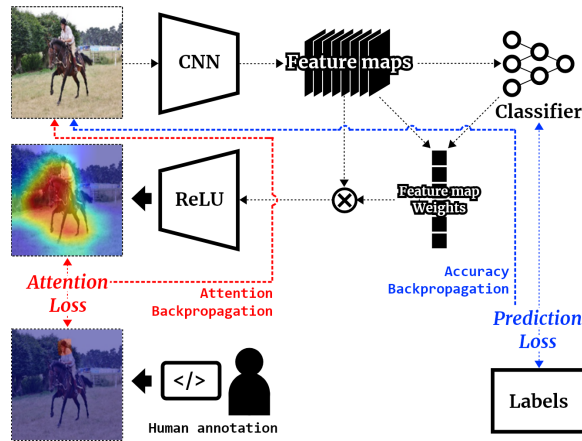 CNN
Feature maps
Classifier
ReLU
Feature map
Weights
Attention
Loss
Attention
Backpropagation
Accuracy
Backpropagation
Prediction
Loss
</>
Human annotation
Labels